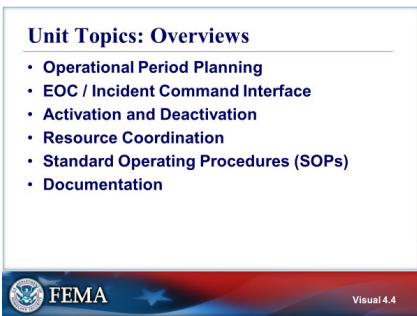 Unit Topics: Overviews
• Operational Period Planning
• EOC / Incident Command Interface
• Activation and Deactivation
• Resource Coordination
• Standard Operating Procedures (SOPs)
• Documentation
FEMA
Visual 4.4